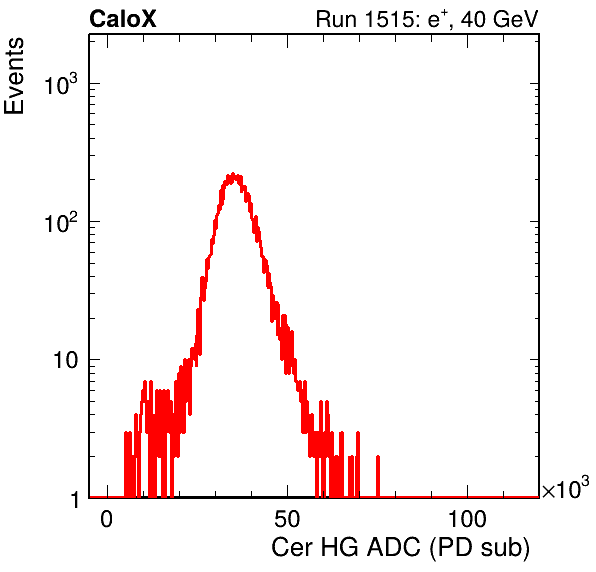 CaloX
Run 1515: e⁺, 40 GeV
Events
10³
10²
10
1
0
50
100
×10³
Cer HG ADC (PD sub)